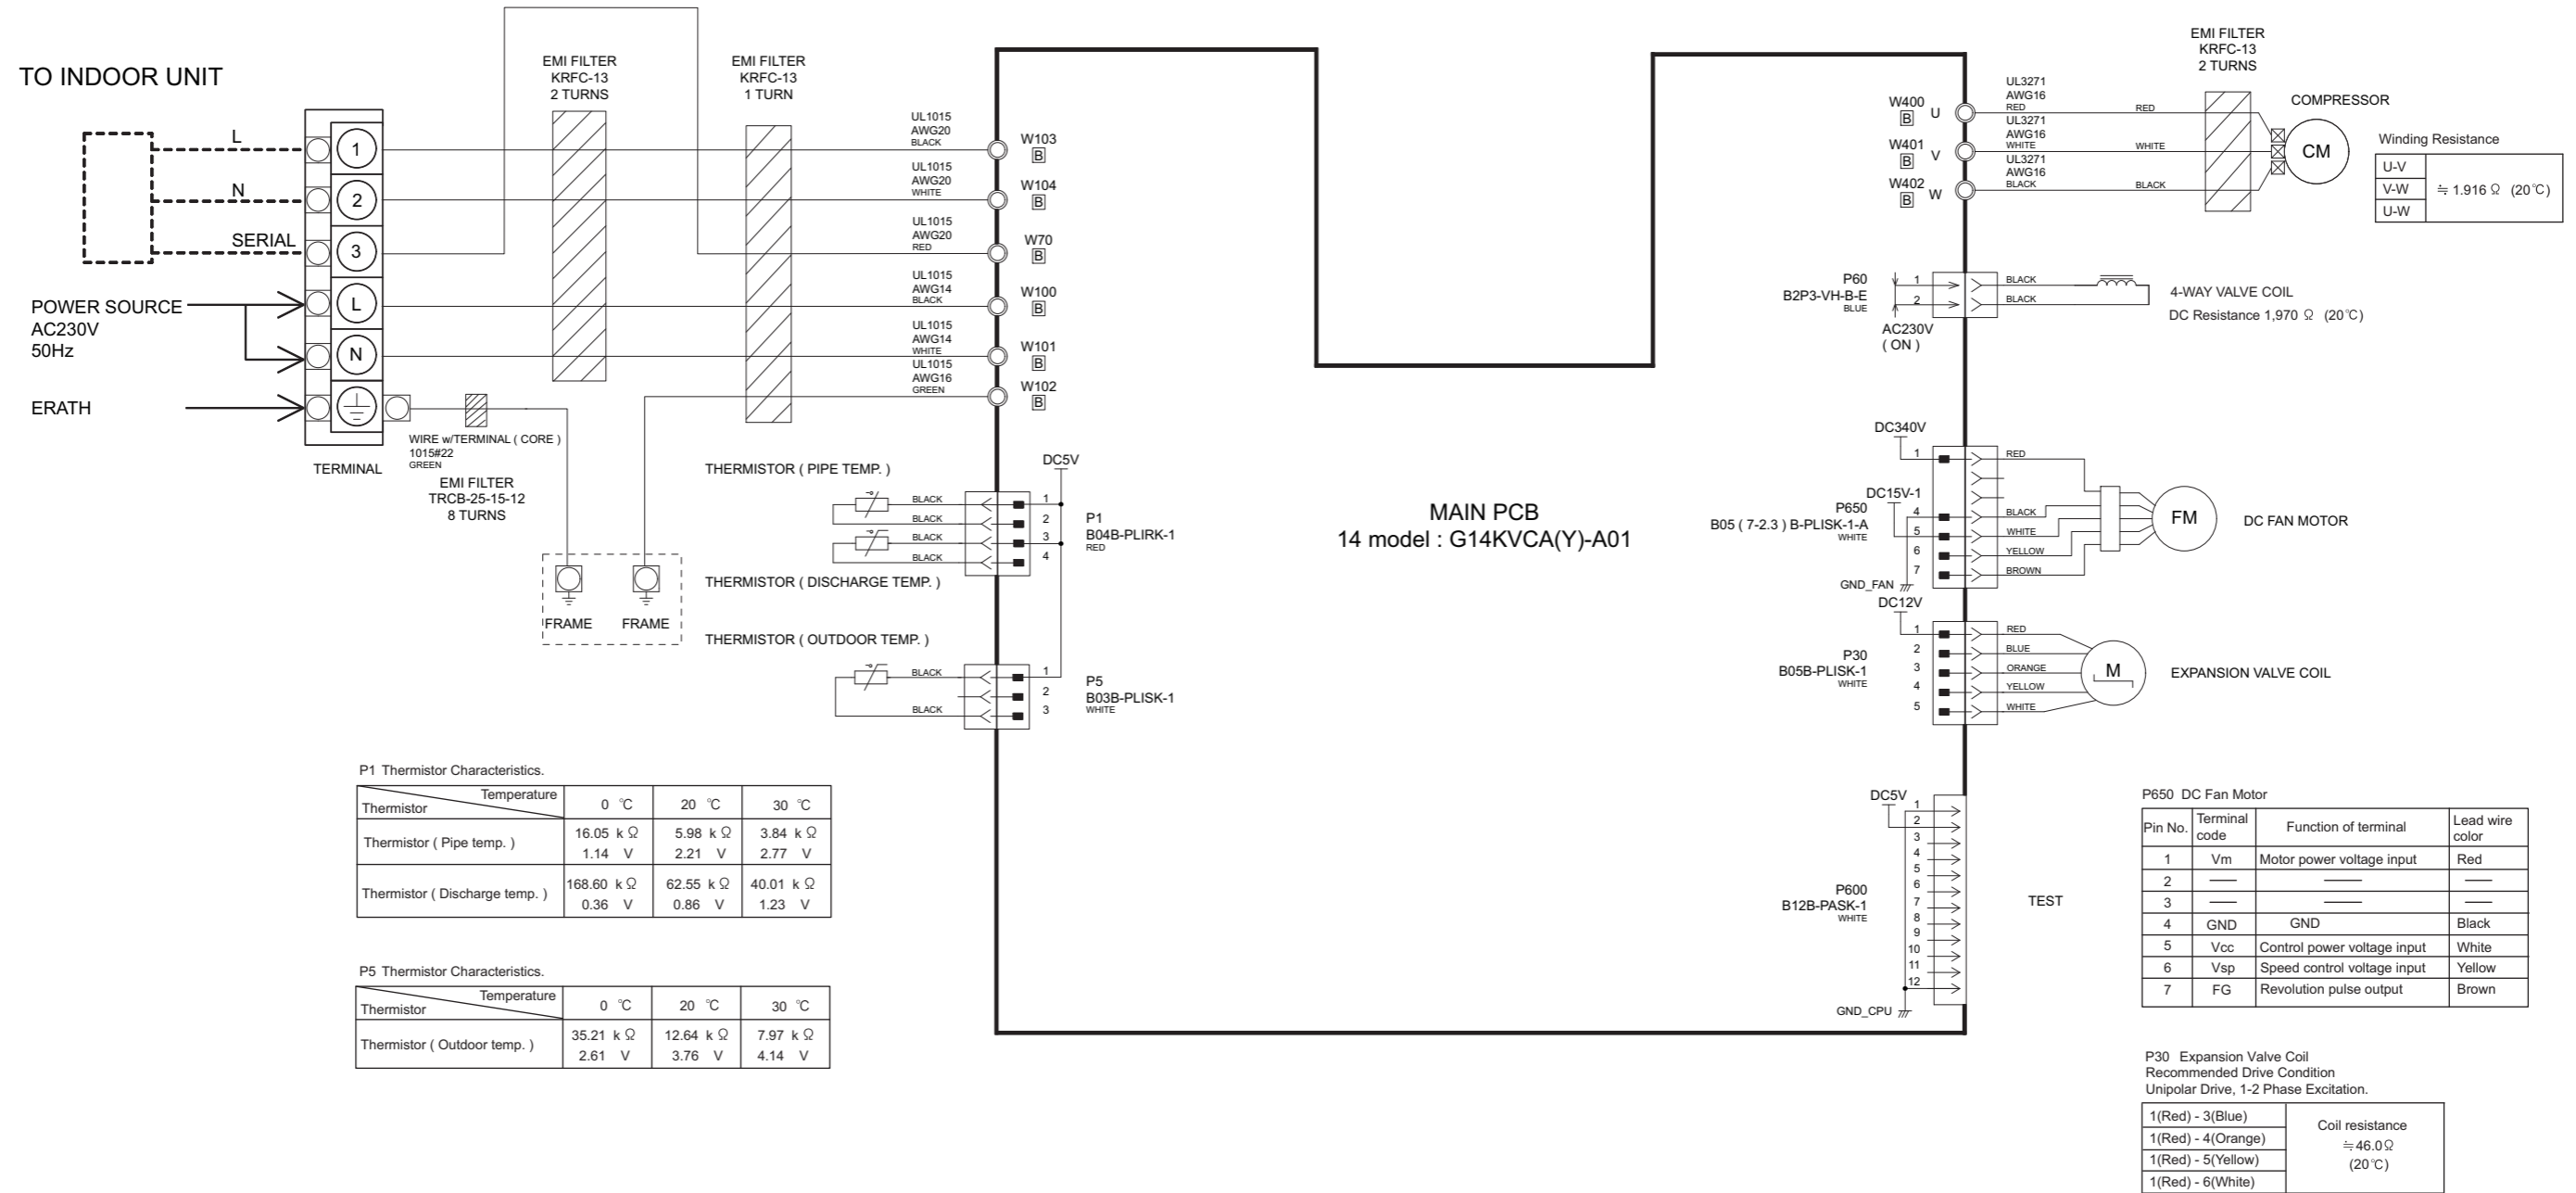 TO INDOOR UNIT
L
N
SERIAL
POWER SOURCE
AC230V
50Hz
ERATH
1
2
3
L
N
TERMINAL
WIRE w/TERMINAL ( CORE )
1015#22
GREEN
EMI FILTER
TRCB-25-15-12
8 TURNS
FRAME
FRAME
EMI FILTER
KRFC-13
2 TURNS
EMI FILTER
KRFC-13
1 TURN
UL1015
AWG20
BLACK
W103
B
UL1015
AWG20
WHITE
W104
B
UL1015
AWG20
RED
W70
B
UL1015
AWG14
BLACK
W100
B
UL1015
AWG14
WHITE
W101
B
UL1015
AWG16
GREEN
W102
B
THERMISTOR ( PIPE TEMP. )
DC5V
BLACK
BLACK
BLACK
BLACK
1
2
3
4
P1
B04B-PLIRK-1
RED
THERMISTOR ( DISCHARGE TEMP. )
THERMISTOR ( OUTDOOR TEMP. )
BLACK
BLACK
1
2
3
P5
B03B-PLISK-1
WHITE
MAIN PCB
14 model : G14KVCA(Y)-A01
W400
B
U
W401
B
V
W402
B
W
UL3271
AWG16
RED
RED
UL3271
AWG16
WHITE
WHITE
UL3271
AWG16
BLACK
BLACK
EMI FILTER
KRFC-13
2 TURNS
COMPRESSOR
CM
Winding Resistance
U-V
V-W
U-W
≒ 1.916 Ω (20℃)
P60
B2P3-VH-B-E
BLUE
1
2
AC230V
( ON )
BLACK
BLACK
4-WAY VALVE COIL
DC Resistance 1,970 Ω (20℃)
DC340V
DC15V-1
P650
B05 ( 7-2.3 ) B-PLISK-1-A
WHITE
1
4
5
6
7
GND_FAN
RED
BLACK
WHITE
YELLOW
BROWN
FM
DC FAN MOTOR
DC12V
P30
B05B-PLISK-1
WHITE
1
2
3
4
5
RED
BLUE
ORANGE
YELLOW
WHITE
M
EXPANSION VALVE COIL
DC5V
P600
B12B-PASK-1
WHITE
1
2
3
4
5
6
7
8
9
10
11
12
GND_CPU
TEST
P1 Thermistor Characteristics.
Thermistor Temperature 0 ℃ 20 ℃ 30 ℃
Thermistor ( Pipe temp. ) 16.05 k Ω 5.98 k Ω 3.84 k Ω
1.14 V 2.21 V 2.77 V
Thermistor ( Discharge temp. ) 168.60 k Ω 62.55 k Ω 40.01 k Ω
0.36 V 0.86 V 1.23 V
P5 Thermistor Characteristics.
Thermistor Temperature 0 ℃ 20 ℃ 30 ℃
Thermistor ( Outdoor temp. ) 35.21 k Ω 12.64 k Ω 7.97 k Ω
2.61 V 3.76 V 4.14 V
P650 DC Fan Motor
Pin No. Terminal code Function of terminal Lead wire color
1 Vm Motor power voltage input Red
2 — — —
3 — — —
4 GND GND Black
5 Vcc Control power voltage input White
6 Vsp Speed control voltage input Yellow
7 FG Revolution pulse output Brown
P30 Expansion Valve Coil
Recommended Drive Condition
Unipolar Drive, 1-2 Phase Excitation.
1(Red) - 3(Blue)
1(Red) - 4(Orange)
1(Red) - 5(Yellow)
1(Red) - 6(White)
Coil resistance
≒46.0Ω
(20℃)